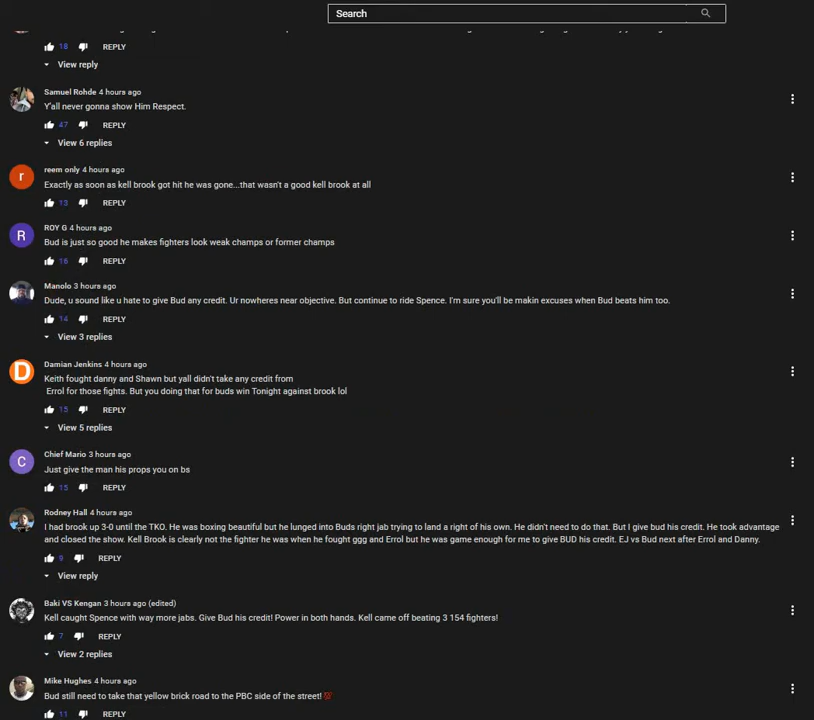 Search
18 REPLY
View reply
Samuel Rohde 4 hours ago
Y'all never gonna show Him Respect.
47 REPLY
View 6 replies
r
reem only 4 hours ago
Exactly as soon as kell brook got hit he was gone...that wasn't a good kell brook at all
13 REPLY
R
ROY G 4 hours ago
Bud is just so good he makes fighters look weak champs or former champs
16 REPLY
Manolo 3 hours ago
Dude, u sound like u hate to give Bud any credit. Ur nowheres near objective. But continue to ride Spence. I'm sure you'll be makin excuses when Bud beats him too.
14 REPLY
View 3 replies
D
Damian Jenkins 4 hours ago
Keith fought danny and Shawn but yall didn't take any credit from
Errol for those fights. But you doing that for buds win Tonight against brook lol
15 REPLY
View 5 replies
C
Chief Mario 3 hours ago
Just give the man his props you on bs
15 REPLY
Rodney Hall 4 hours ago
I had brook up 3-0 until the TKO. He was boxing beautiful but he lunged into Buds right jab trying to land a right of his own. He didn't need to do that. But I give bud his credit. He took advantage
and closed the show. Kell Brook is clearly not the fighter he was when he fought ggg and Errol but he was game enough for me to give BUD his credit. EJ vs Bud next after Errol and Danny.
9 REPLY
View reply
Baki VS Kengan 3 hours ago (edited)
Kell caught Spence with way more jabs. Give Bud his credit! Power in both hands. Kell came off beating 3 154 fighters!
7 REPLY
View 2 replies
Mike Hughes 4 hours ago
Bud still need to take that yellow brick road to the PBC side of the street! 💯
11 REPLY